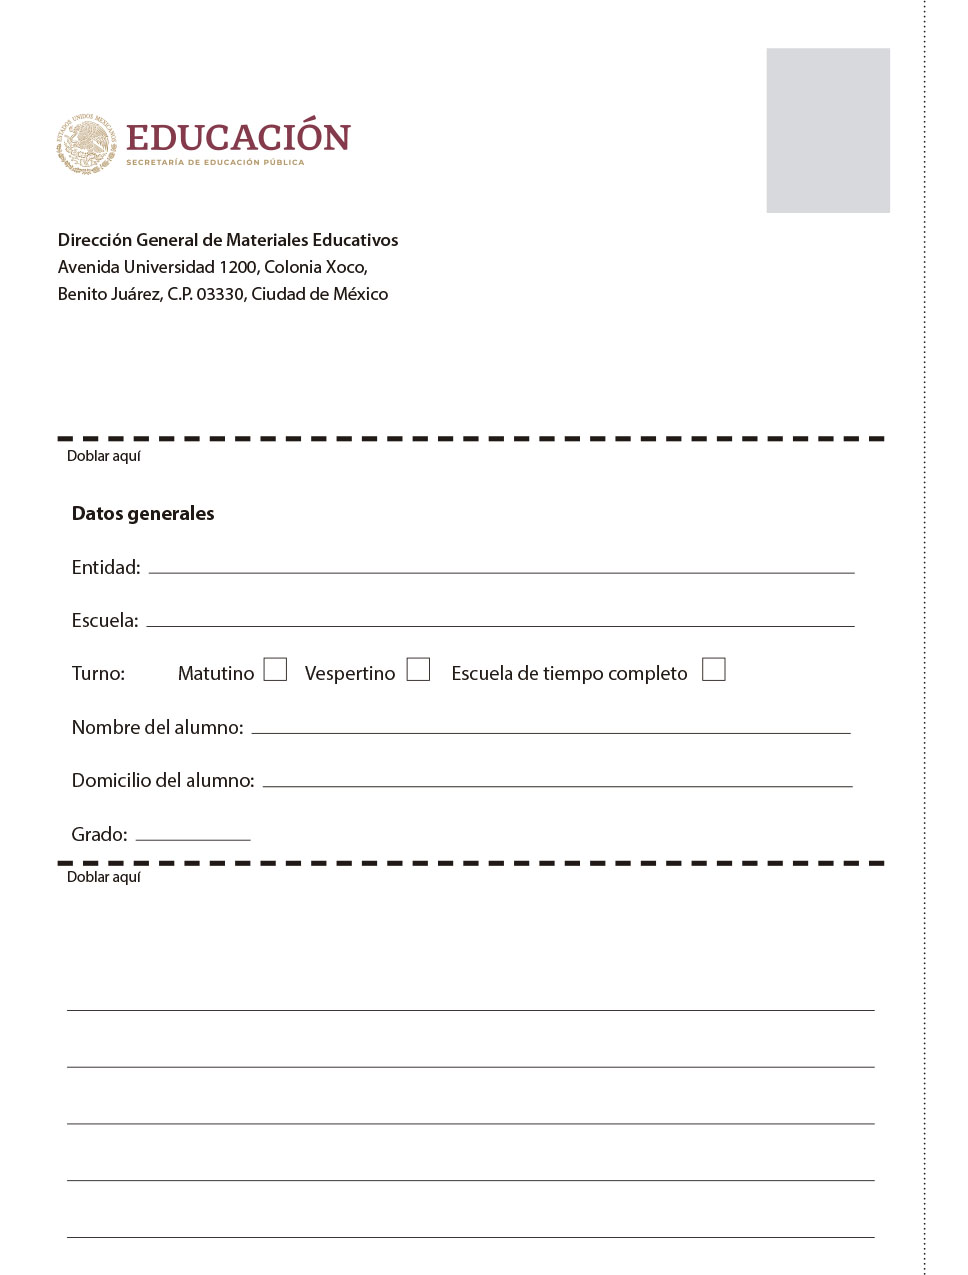 ESTADOS UNIDOS MEXICANOS
EDUCACIÓN
SECRETARÍA DE EDUCACIÓN PÚBLICA
Dirección General de Materiales Educativos
Avenida Universidad 1200, Colonia Xoco,
Benito Juárez, C.P. 03330, Ciudad de México
Doblar aquí
Datos generales
Entidad:
Escuela:
Turno: Matutino Vespertino Escuela de tiempo completo
Nombre del alumno:
Domicilio del alumno:
Grado:
Doblar aquí